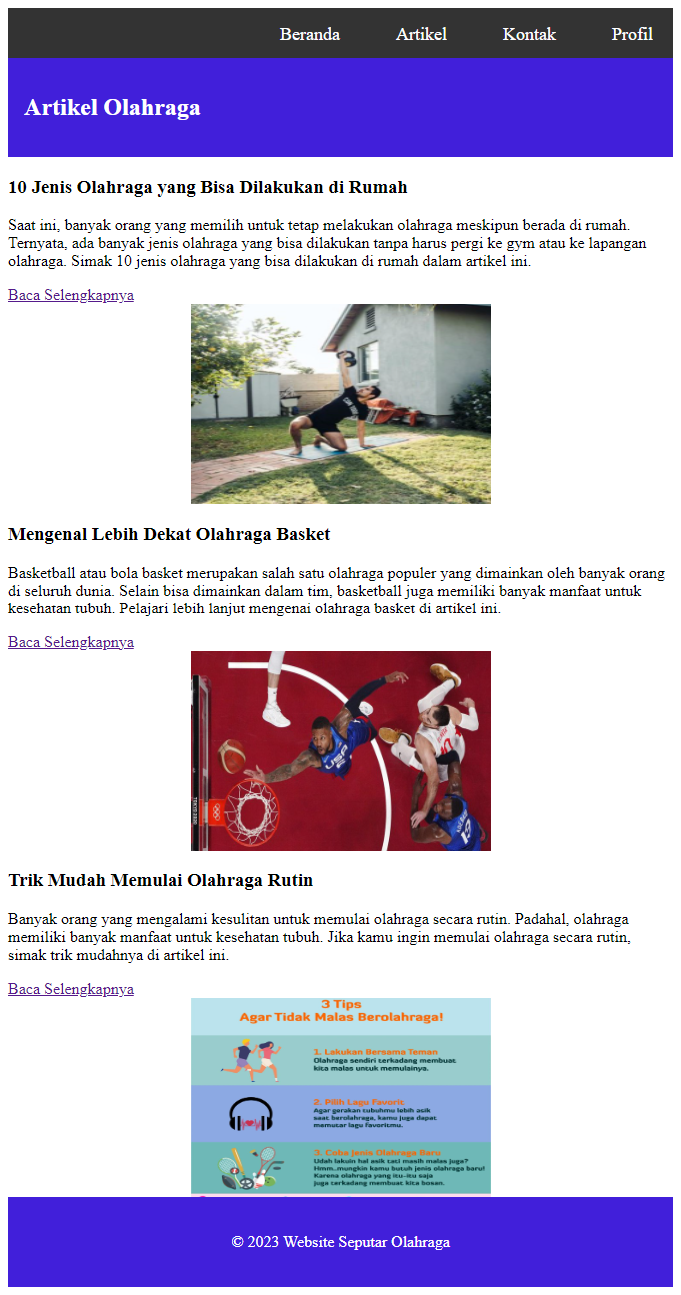 Beranda Artikel Kontak Profil
Artikel Olahraga
10 Jenis Olahraga yang Bisa Dilakukan di Rumah
Saat ini, banyak orang yang memilih untuk tetap melakukan olahraga meskipun berada di rumah.
Ternyata, ada banyak jenis olahraga yang bisa dilakukan tanpa harus pergi ke gym atau ke lapangan
olahraga. Simak 10 jenis olahraga yang bisa dilakukan di rumah dalam artikel ini.
Baca Selengkapnya
Mengenal Lebih Dekat Olahraga Basket
Basketball atau bola basket merupakan salah satu olahraga populer yang dimainkan oleh banyak orang
di seluruh dunia. Selain bisa dimainkan dalam tim, basketball juga memiliki banyak manfaat untuk
kesehatan tubuh. Pelajari lebih lanjut mengenai olahraga basket di artikel ini.
Baca Selengkapnya
USA
TOKYO 2020
Trik Mudah Memulai Olahraga Rutin
Banyak orang yang mengalami kesulitan untuk memulai olahraga secara rutin. Padahal, olahraga
memiliki banyak manfaat untuk kesehatan tubuh. Jika kamu ingin memulai olahraga secara rutin,
simak trik mudahnya di artikel ini.
Baca Selengkapnya
3 Tips
Agar Tidak Malas Berolahraga!
1. Lakukan Bersama Teman
Olahraga sendiri terkadang membuat
kita malas untuk memulainya.
2. Pilih Lagu Favorit
Agar gerakan tubuhmu lebih asik
saat berolahraga, kamu juga dapat
memutar lagu favoritmu.
3. Coba Jenis Olahraga Baru
Udah lakuin hal asik taci masih malas juga?
Hmm..mungkin kamu butuh jenis olahraga baru!
Karena olahraga yang itu-itu saja
juga terkadang membuat kita bosan.
© 2023 Website Seputar Olahraga